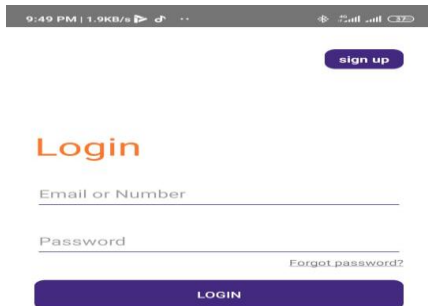 9:49 PM | 1.9KB/s
sign up
Login
Email or Number
Password
Forgot password?
LOGIN